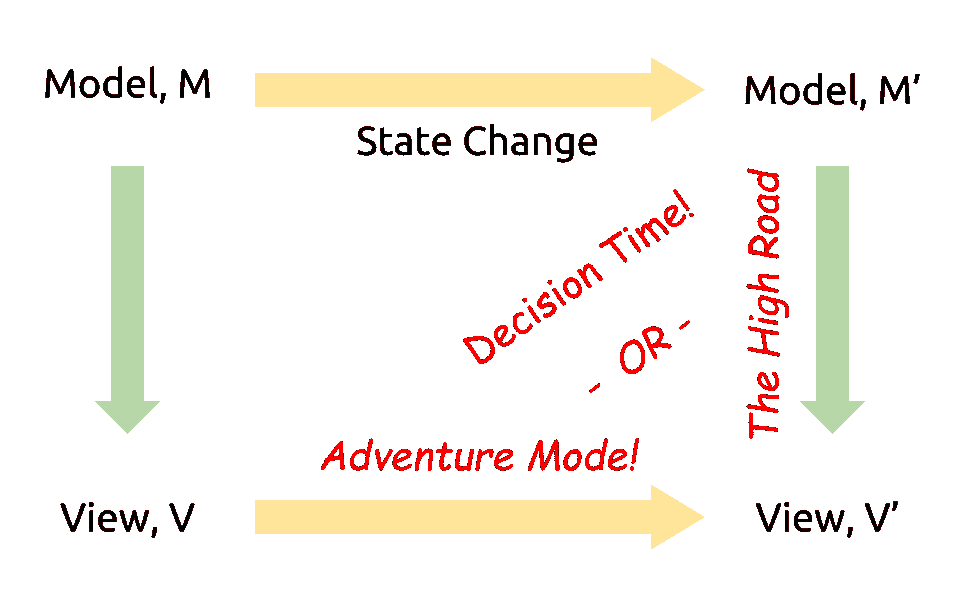 Model, M
Model, M’
State Change
Decision Time!
- OR -
The High Road
Adventure Mode!
View, V
View, V’